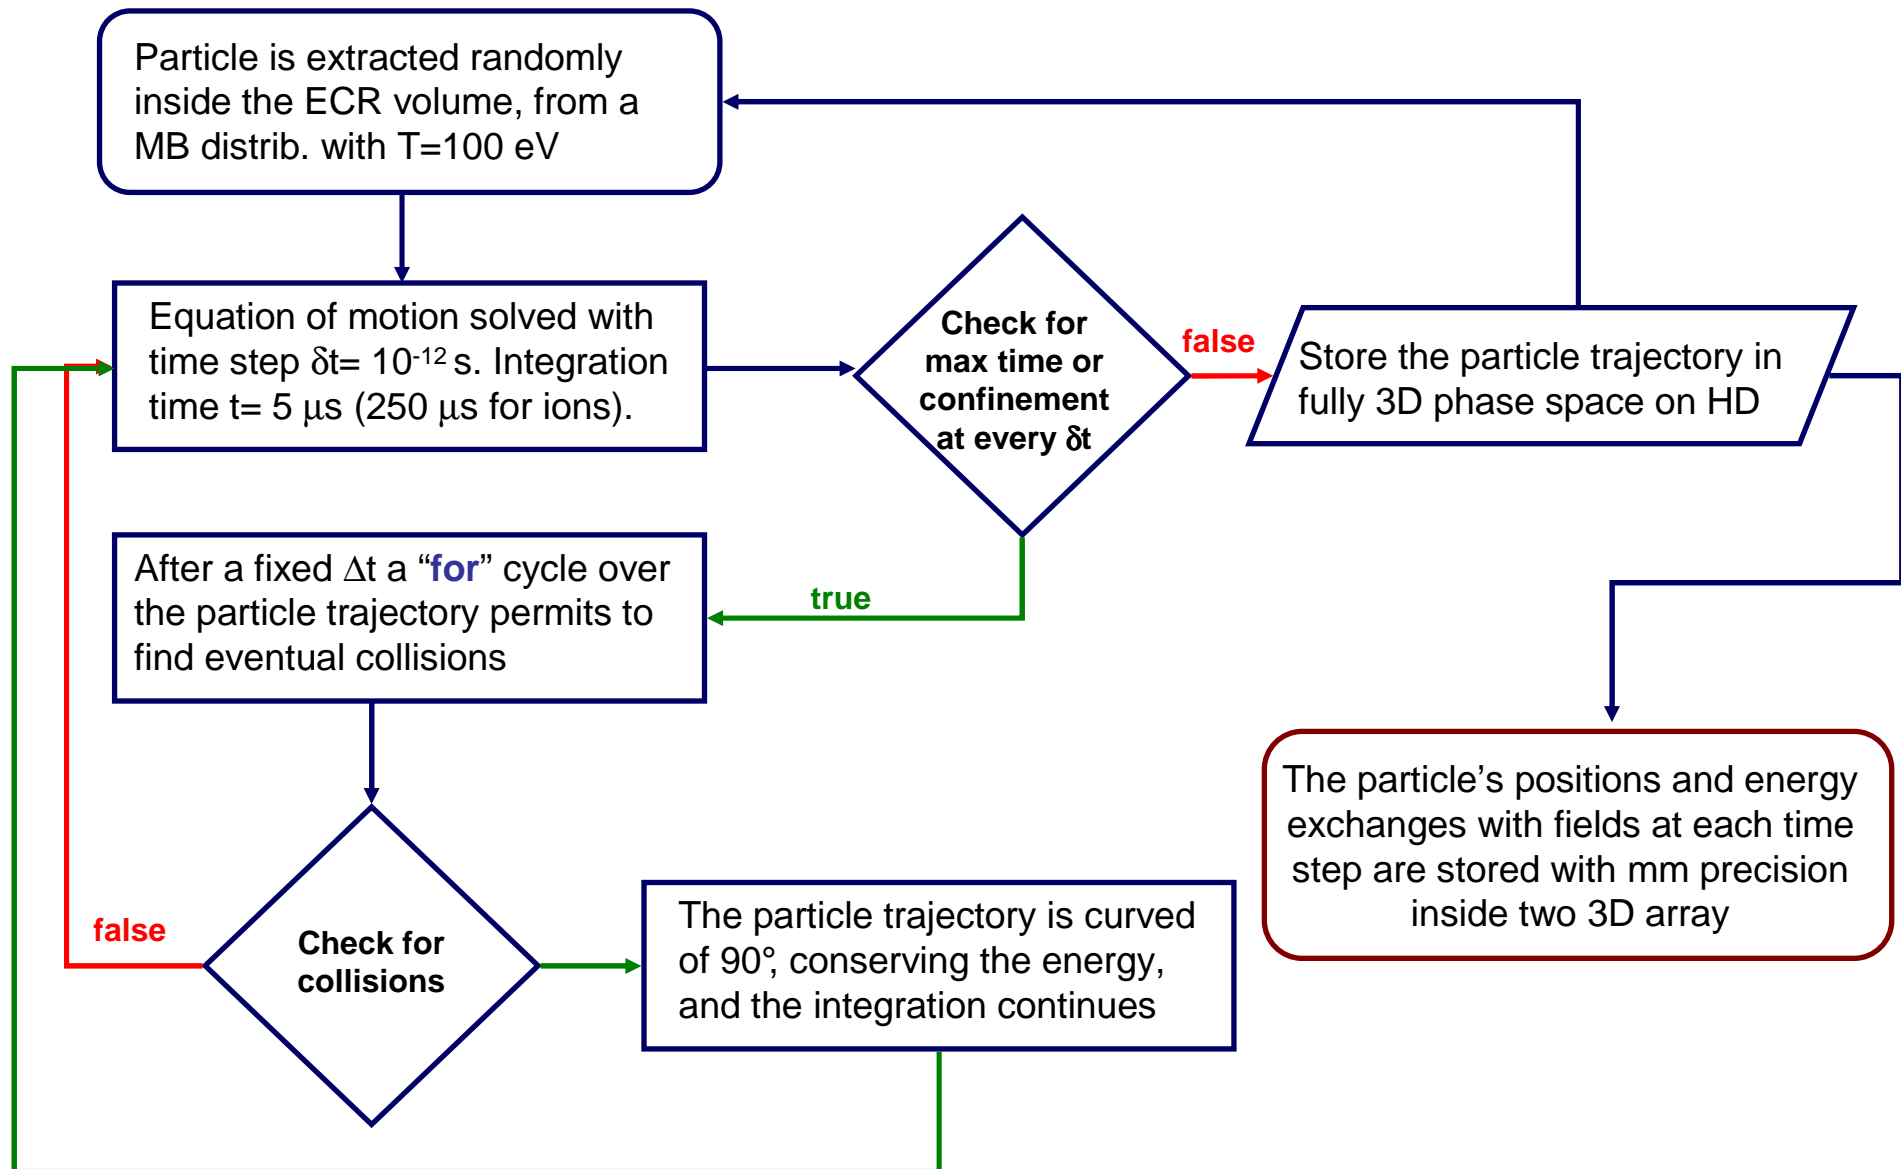 Particle is extracted randomly
inside the ECR volume, from a
MB distrib. with T=100 eV
Equation of motion solved with
time step δt= 10⁻¹² s. Integration
time t= 5 μs (250 μs for ions).
Check for
max time or
confinement
at every δt
false
Store the particle trajectory in
fully 3D phase space on HD
After a fixed Δt a “for” cycle over
the particle trajectory permits to
find eventual collisions
true
The particle’s positions and energy
exchanges with fields at each time
step are stored with mm precision
inside two 3D array
false
Check for
collisions
The particle trajectory is curved
of 90°, conserving the energy,
and the integration continues